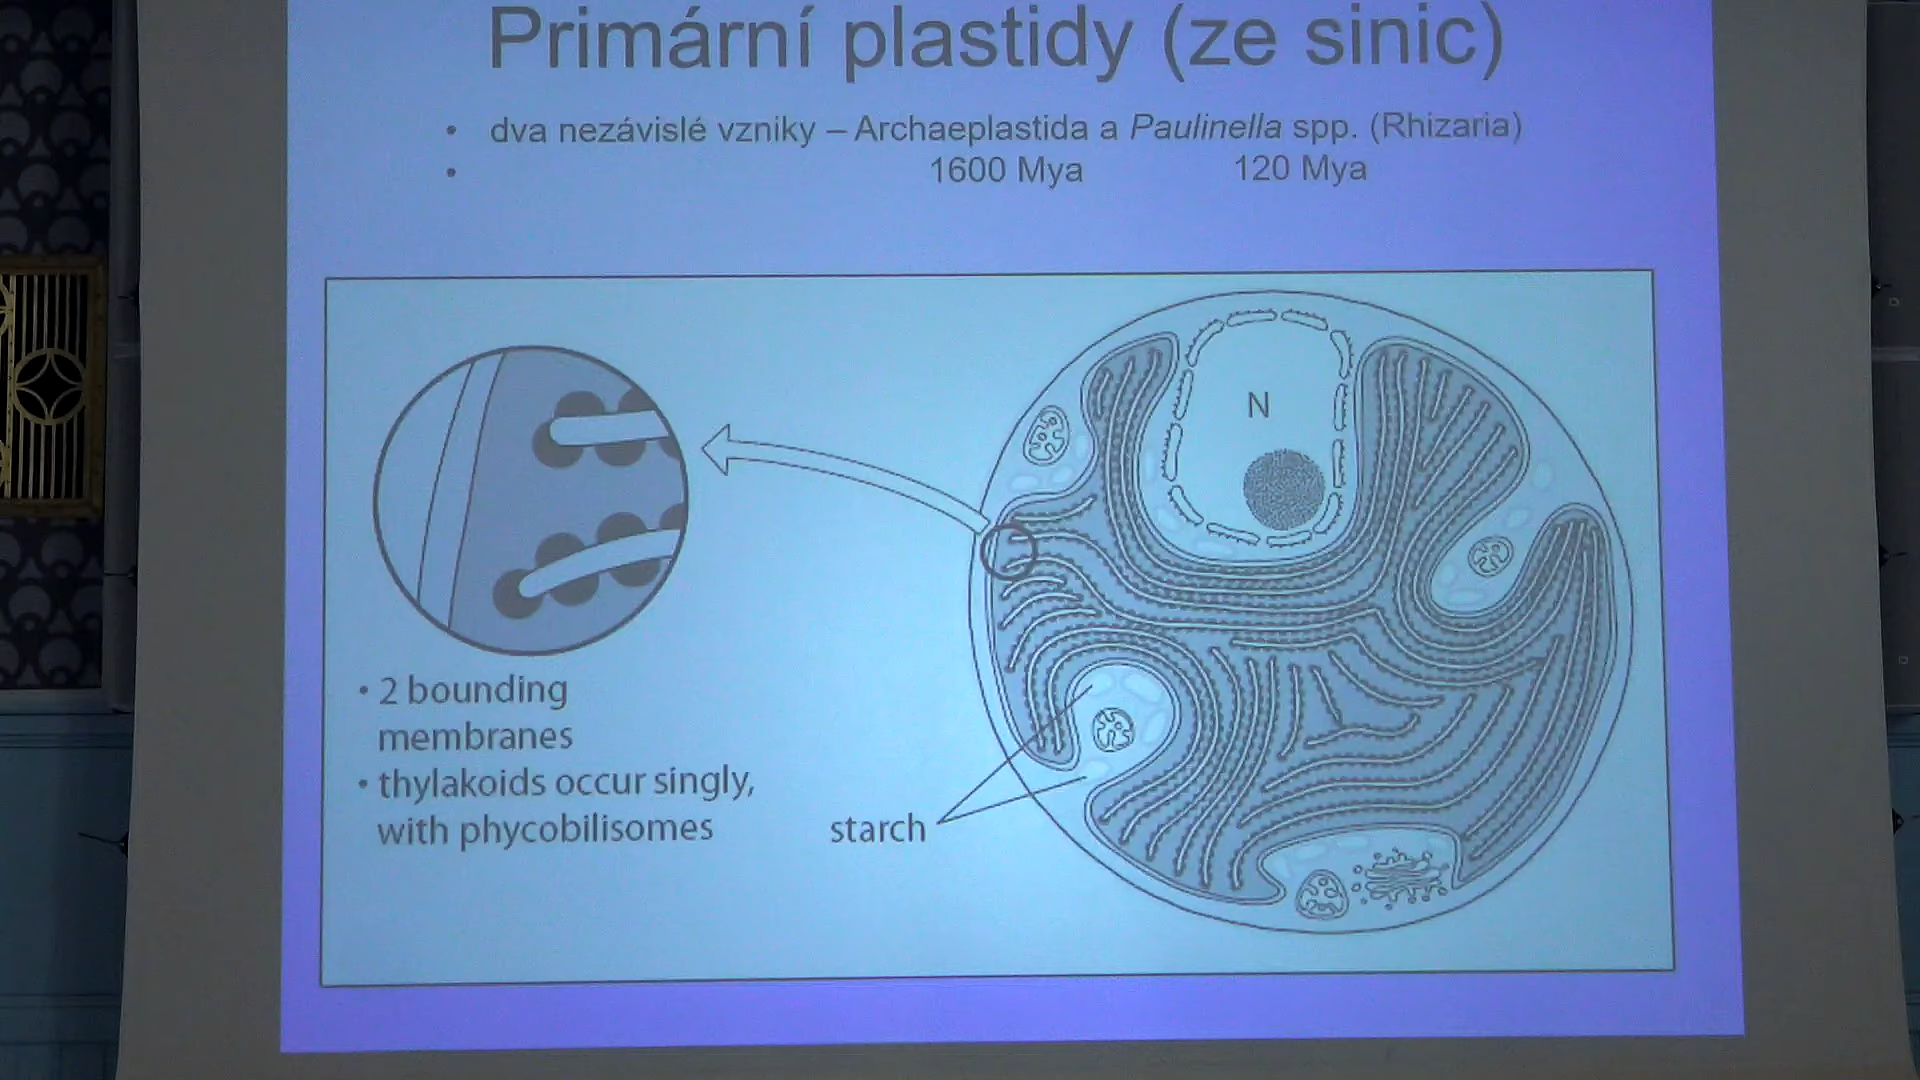 Primární plastidy (ze sinic)
• dva nezávislé vzniky – Archaeplastida a Paulinella spp. (Rhizaria)
• 1600 Mya 120 Mya
N
• 2 bounding
membranes
• thylakoids occur singly,
with phycobilisomes
starch